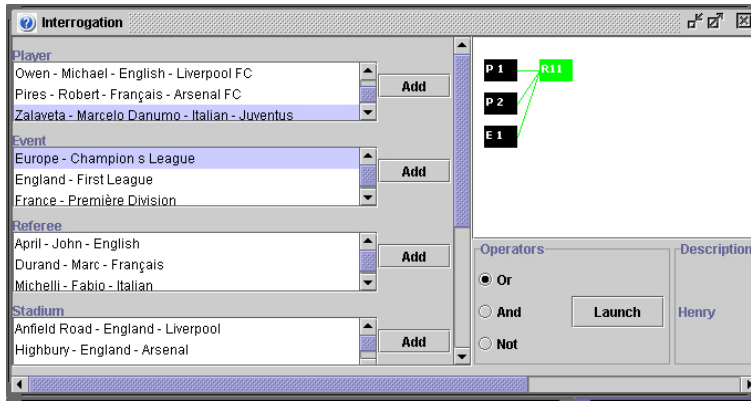 Interrogation
Player
Owen - Michael - English - Liverpool FC
Pires - Robert - Français - Arsenal FC
Zalaveta - Marcelo Danumo - Italian - Juventus
Add
Event
Europe - Champion s League
England - First League
France - Première Division
Add
Referee
April - John - English
Durand - Marc - Français
Michelli - Fabio - Italian
Add
Stadium
Anfield Road - England - Liverpool
Highbury - England - Arsenal
Add
P 1 R11
P 2
E 1
Operators
Or
And
Not
Launch
Description
Henry